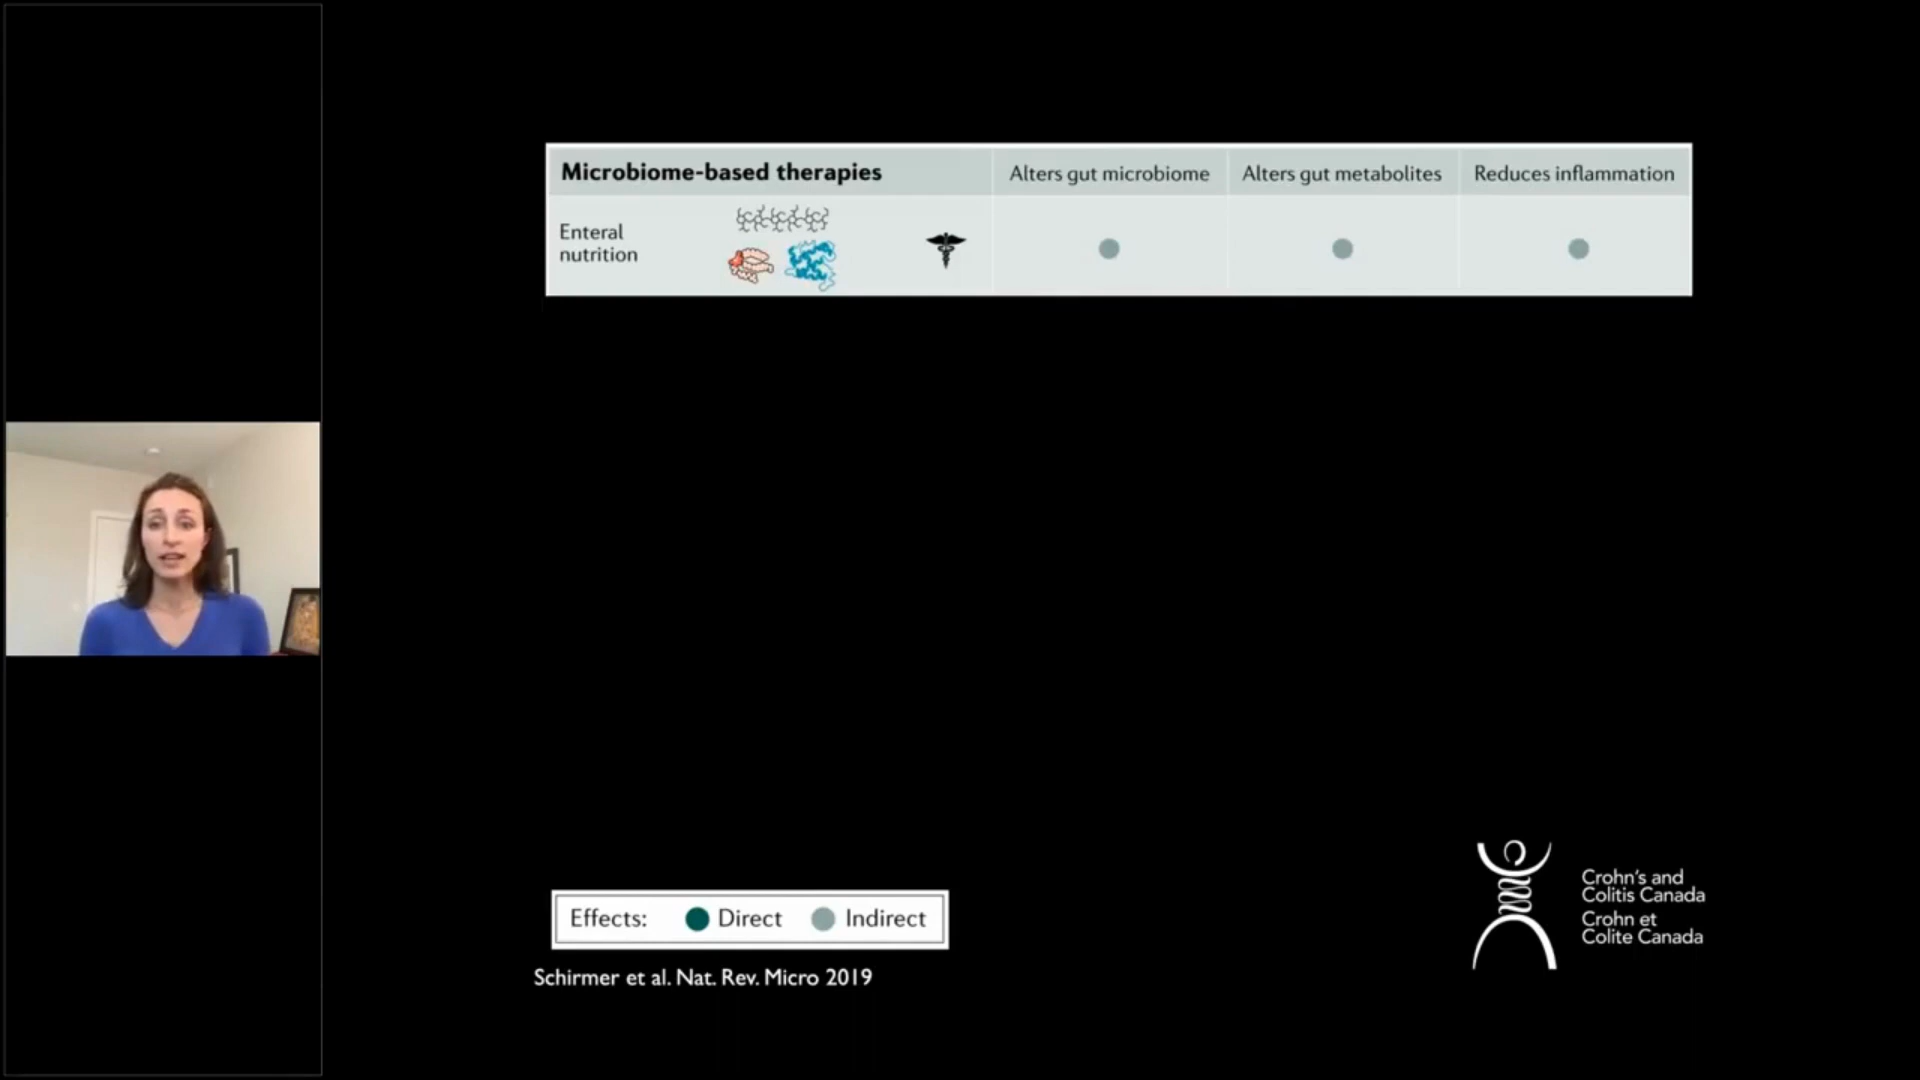 Microbiome-based therapies
Alters gut microbiome
Alters gut metabolites
Reduces inflammation
Enteral
nutrition
Effects:
Direct
Indirect
Schirmer et al. Nat. Rev. Micro 2019
Crohn's and
Colitis Canada
Crohn et
Colite Canada